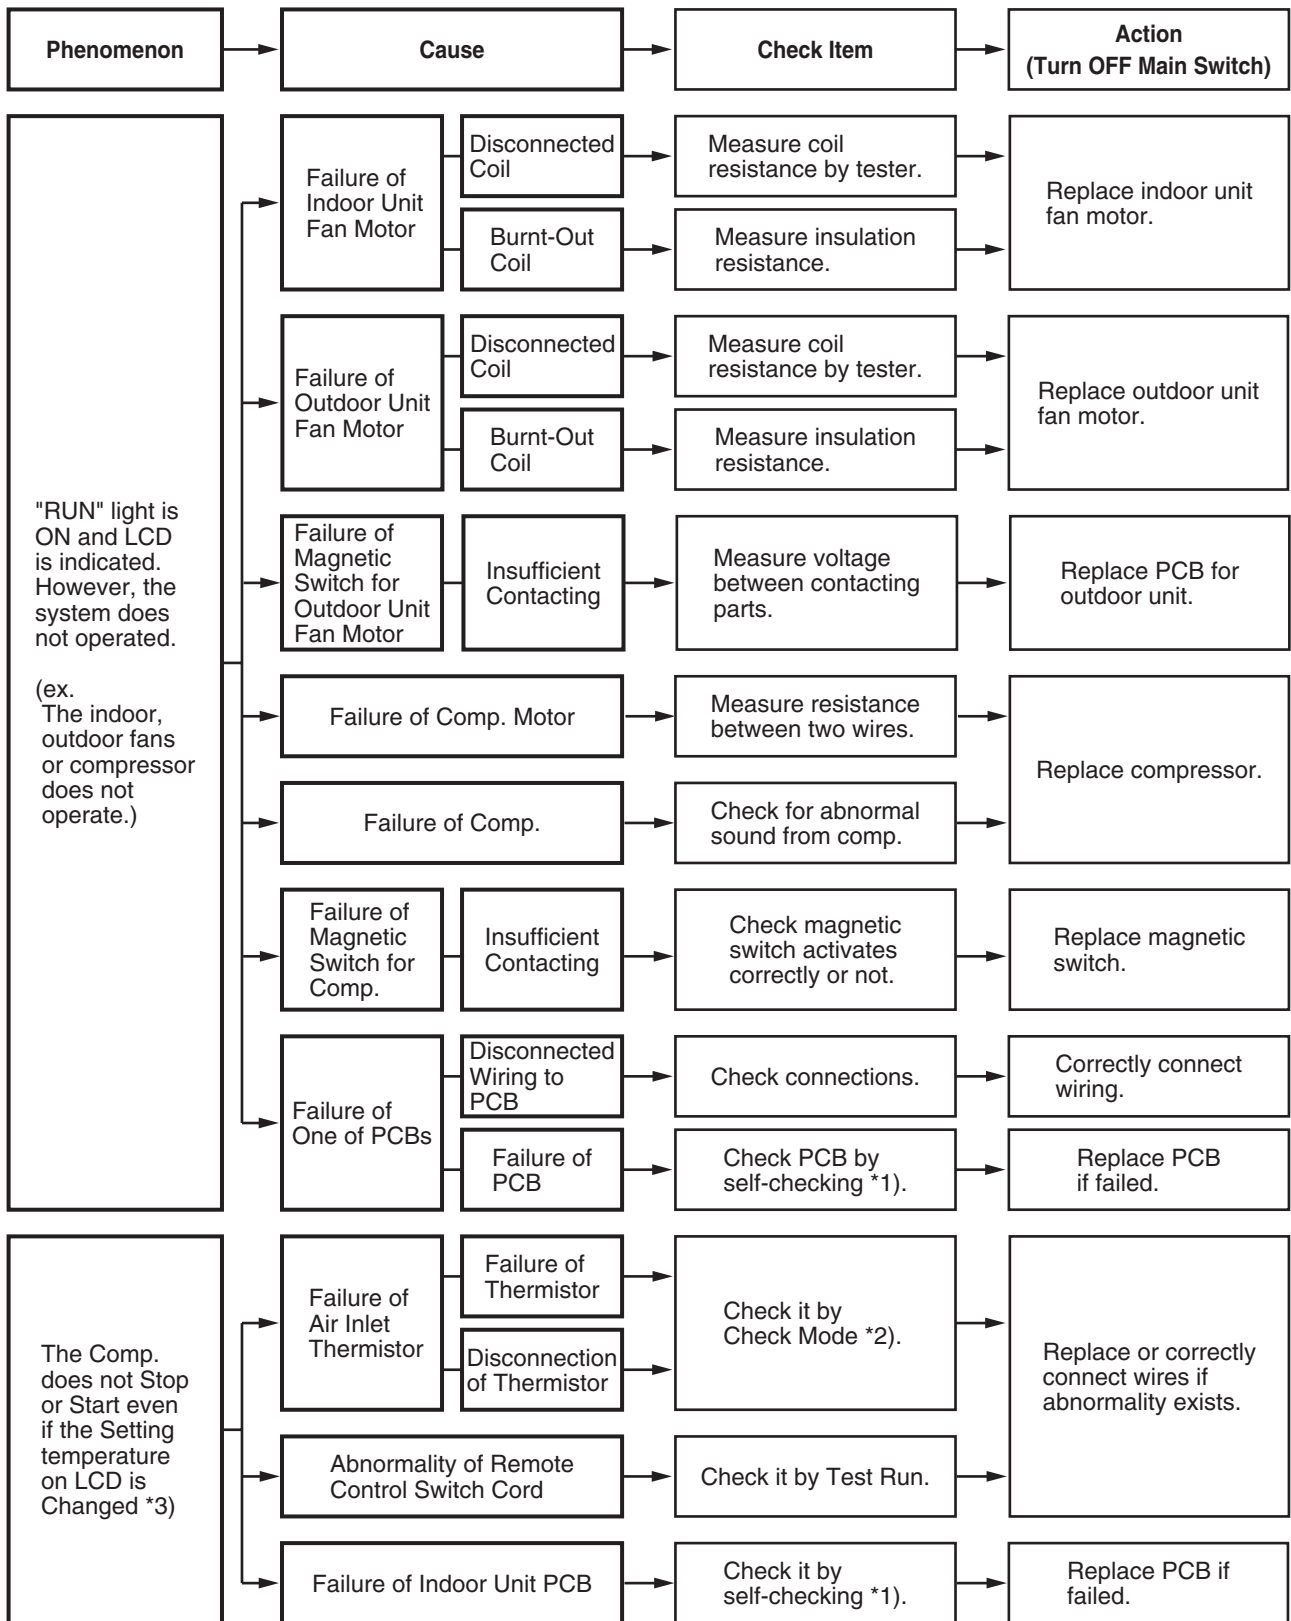 Phenomenon
Cause
Check Item
Action
(Turn OFF Main Switch)
"RUN" light is
ON and LCD
is indicated.
However, the
system does
not operated.
(ex.
The indoor,
outdoor fans
or compressor
does not
operate.)
Failure of
Indoor Unit
Fan Motor
Disconnected
Coil
Measure coil
resistance by tester.
Burnt-Out
Coil
Measure insulation
resistance.
Replace indoor unit
fan motor.
Failure of
Outdoor Unit
Fan Motor
Disconnected
Coil
Measure coil
resistance by tester.
Burnt-Out
Coil
Measure insulation
resistance.
Replace outdoor unit
fan motor.
Failure of
Magnetic
Switch for
Outdoor Unit
Fan Motor
Insufficient
Contacting
Measure voltage
between contacting
parts.
Replace PCB for
outdoor unit.
Failure of Comp. Motor
Measure resistance
between two wires.
Failure of Comp.
Check for abnormal
sound from comp.
Replace compressor.
Failure of
Magnetic
Switch for
Comp.
Insufficient
Contacting
Check magnetic
switch activates
correctly or not.
Replace magnetic
switch.
Failure of
One of PCBs
Disconnected
Wiring to
PCB
Check connections.
Correctly connect
wiring.
Failure of
PCB
Check PCB by
self-checking *1).
Replace PCB
if failed.
The Comp.
does not Stop
or Start even
if the Setting
temperature
on LCD is
Changed *3)
Failure of
Air Inlet
Thermistor
Failure of
Thermistor
Disconnection
of Thermistor
Check it by
Check Mode *2).
Abnormality of Remote
Control Switch Cord
Check it by Test Run.
Replace or correctly
connect wires if
abnormality exists.
Failure of Indoor Unit PCB
Check it by
self-checking *1).
Replace PCB if
failed.